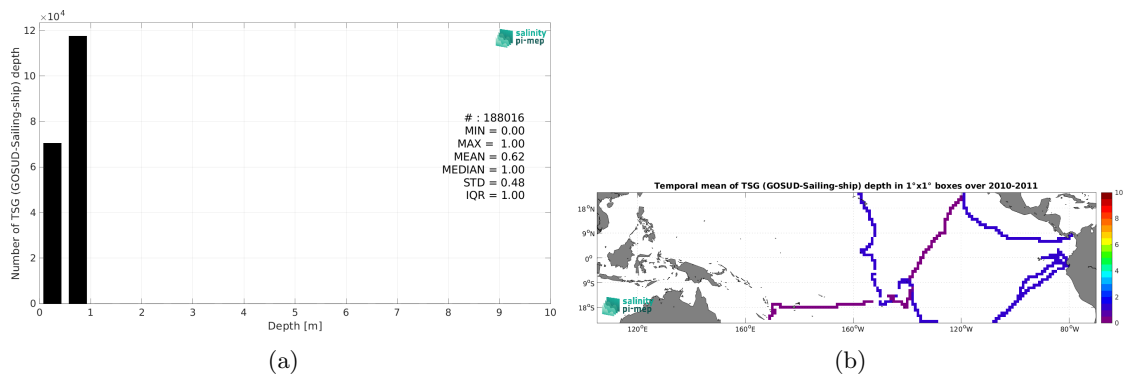 ×10⁴
12
10
8
6
4
2
0
Number of TSG (GOSUD-Sailing-ship) depth
salinity
pi-mep
# : 188016
MIN = 0.00
MAX = 1.00
MEAN = 0.62
MEDIAN = 1.00
STD = 0.48
IQR = 1.00
0 1 2 3 4 5 6 7 8 9 10
Depth [m]
(a)
Temporal mean of TSG (GOSUD-Sailing-ship) depth in 1°x1° boxes over 2010-2011
18°N
9°N
0°
9°S
18°S
salinity
pi-mep
120°E 160°E 160°W 120°W 80°W
10
8
6
4
2
0
(b)